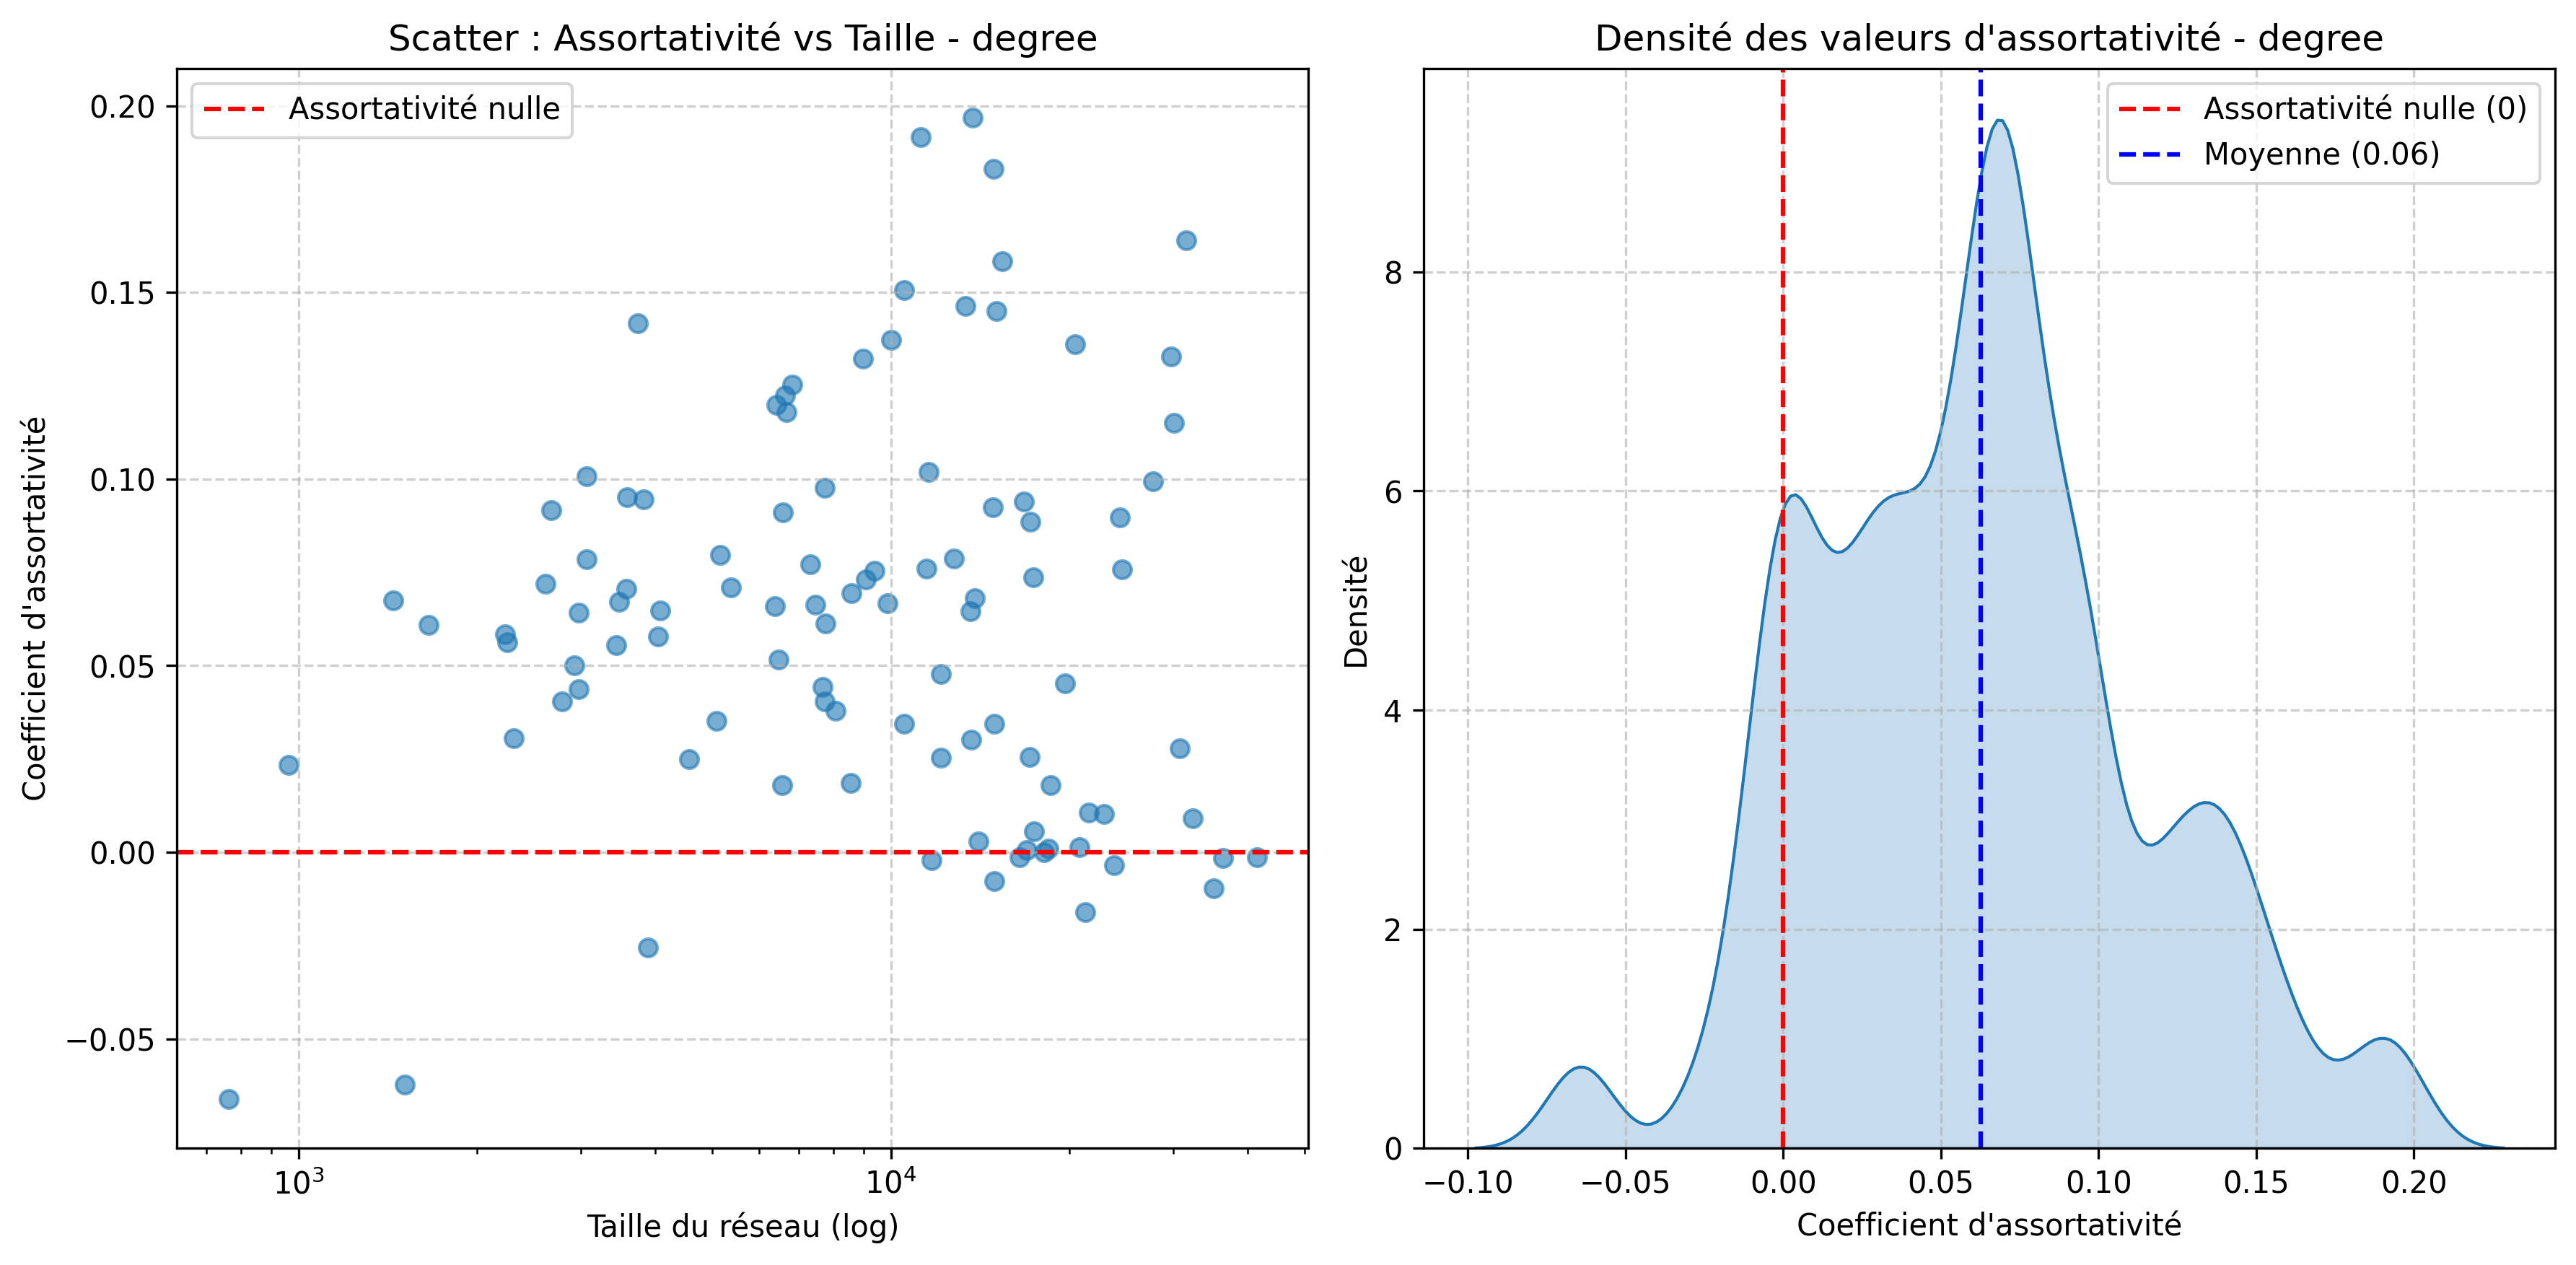 Scatter : Assortativité vs Taille - degree
Assortativité nulle
0.20
0.15
0.10
0.05
0.00
−0.05
Coefficient d'assortativité
10³
10⁴
Taille du réseau (log)
Densité des valeurs d'assortativité - degree
Assortativité nulle (0)
Moyenne (0.06)
8
6
4
2
0
Densité
−0.10
−0.05
0.00
0.05
0.10
0.15
0.20
Coefficient d'assortativité